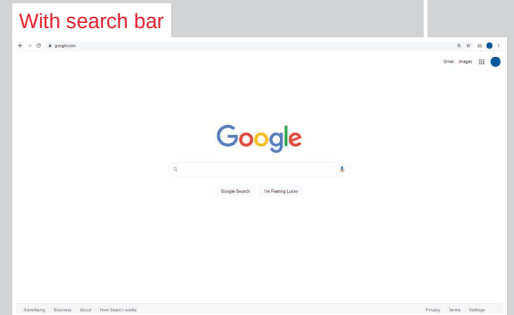 With search bar
google.com
Gmail Images
Google
Google Search I'm Feeling Lucky
Advertising Business About How Search works Privacy Terms Settings